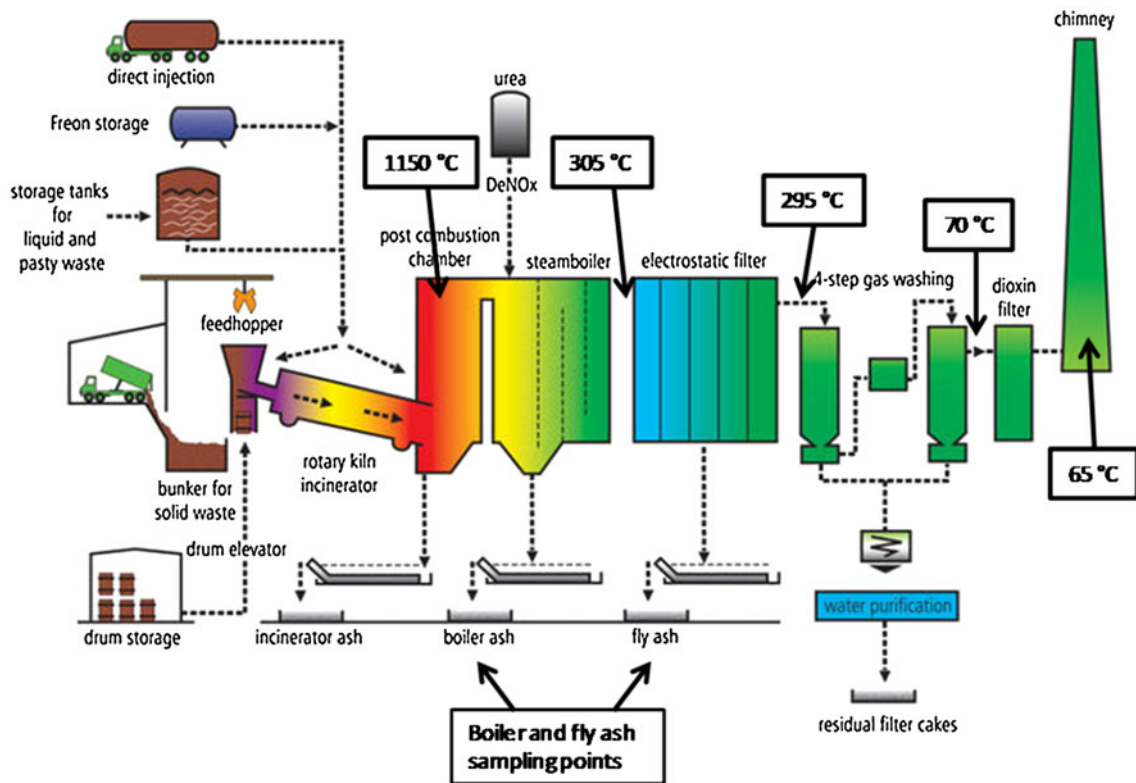 chimney
direct injection
urea
Freon storage
1150 °C
305 °C
DeNOx
295 °C
storage tanks
for
liquid and
pasty waste
70 °C
post combustion
chamber
steamboiler
electrostatic filter
4-step gas washing
dioxin
filter
feedhopper
rotary kiln
incinerator
65 °C
bunker for
solid waste
drum elevator
drum storage
incinerator ash
boiler ash
fly ash
water purification
residual filter cakes
Boiler and fly ash
sampling points